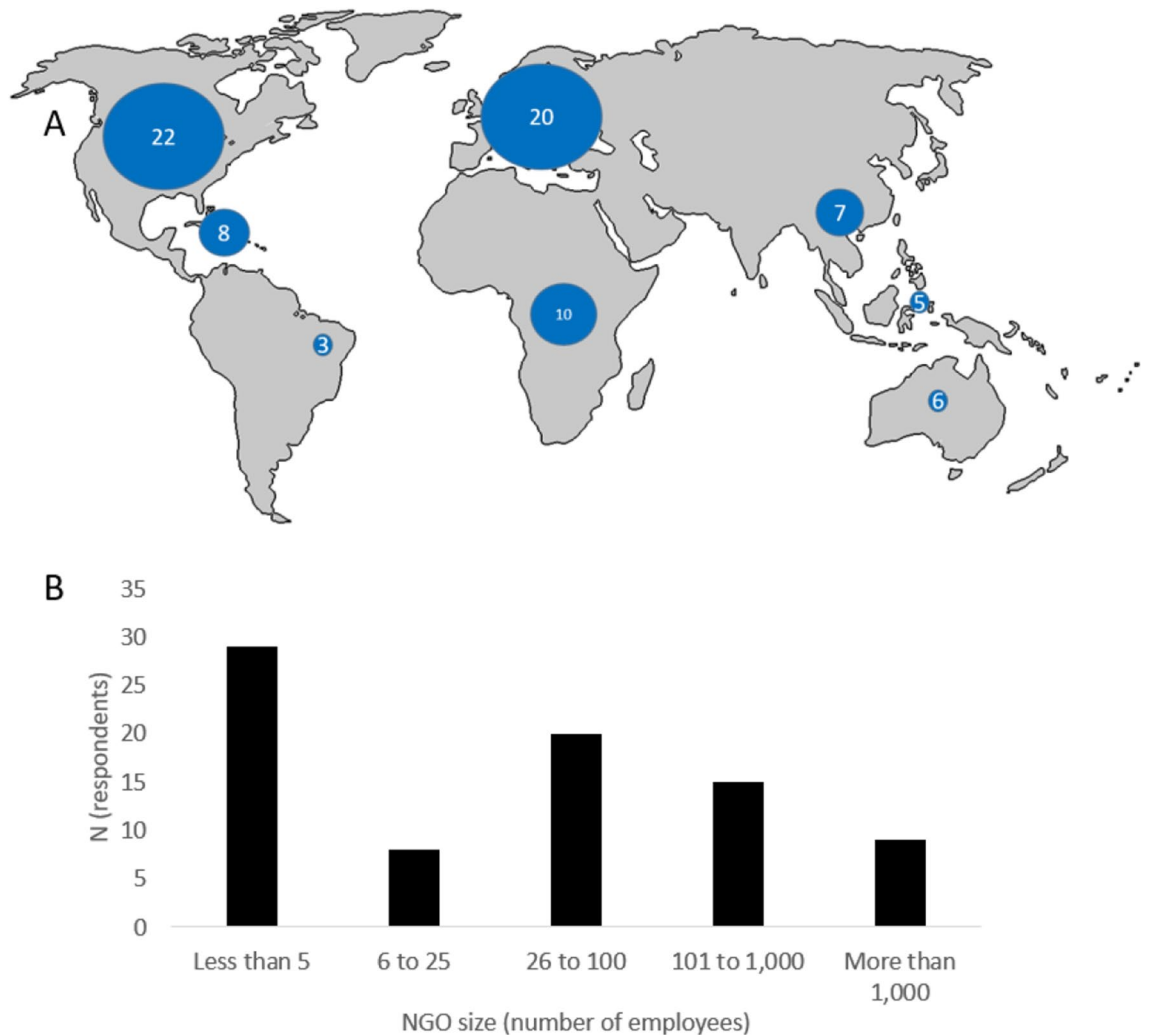 A
22
20
8
7
10
5
3
6
B
35
30
25
20
15
10
5
0
N (respondents)
Less than 5
6 to 25
26 to 100
101 to 1,000
More than
1,000
NGO size (number of employees)